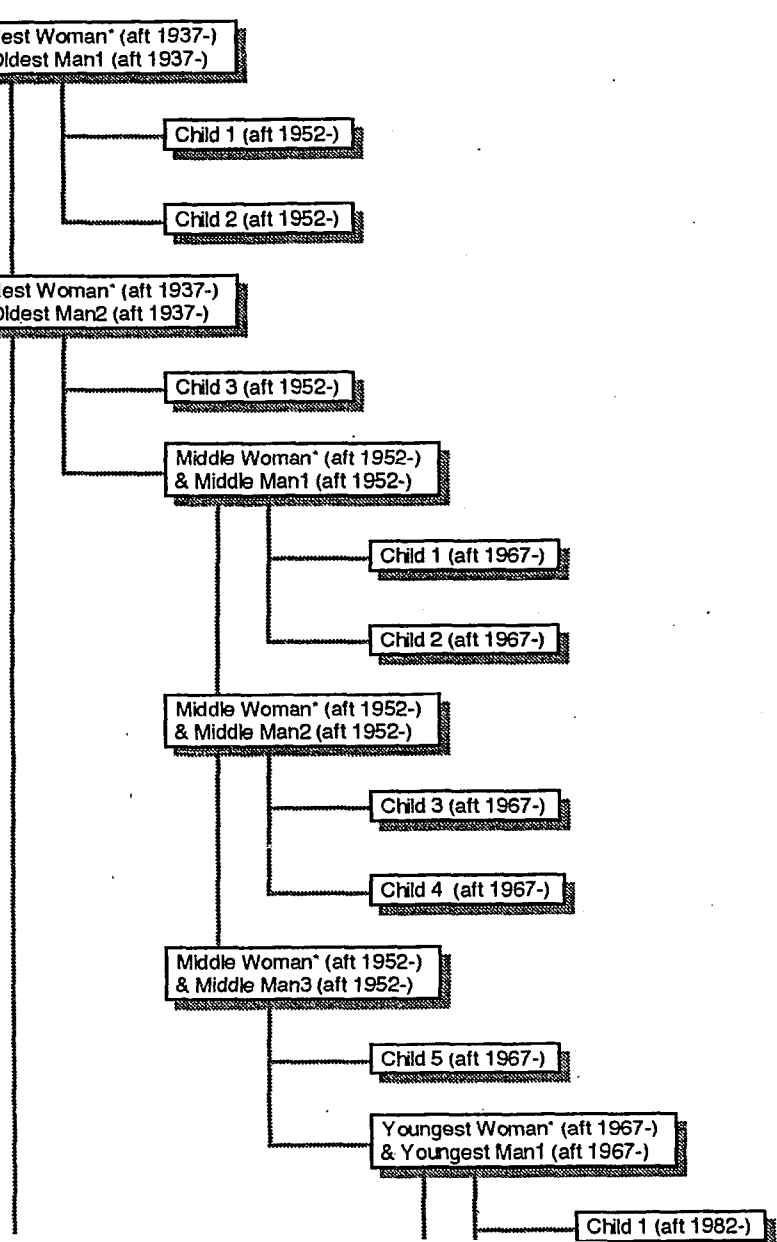 est Woman* (aft 1937-)
Oldest Man1 (aft 1937-)
Child 1 (aft 1952-)
Child 2 (aft 1952-)
lest Woman* (aft 1937-)
Oldest Man2 (aft 1937-)
Child 3 (aft 1952-)
Middle Woman* (aft 1952-)
& Middle Man1 (aft 1952-)
Child 1 (aft 1967-)
Child 2 (aft 1967-)
Middle Woman* (aft 1952-)
& Middle Man2 (aft 1952-)
Child 3 (aft 1967-)
Child 4 (aft 1967-)
Middle Woman* (aft 1952-)
& Middle Man3 (aft 1952-)
Child 5 (aft 1967-)
Youngest Woman* (aft 1967-)
& Youngest Man1 (aft 1967-)
Child 1 (aft 1982-)